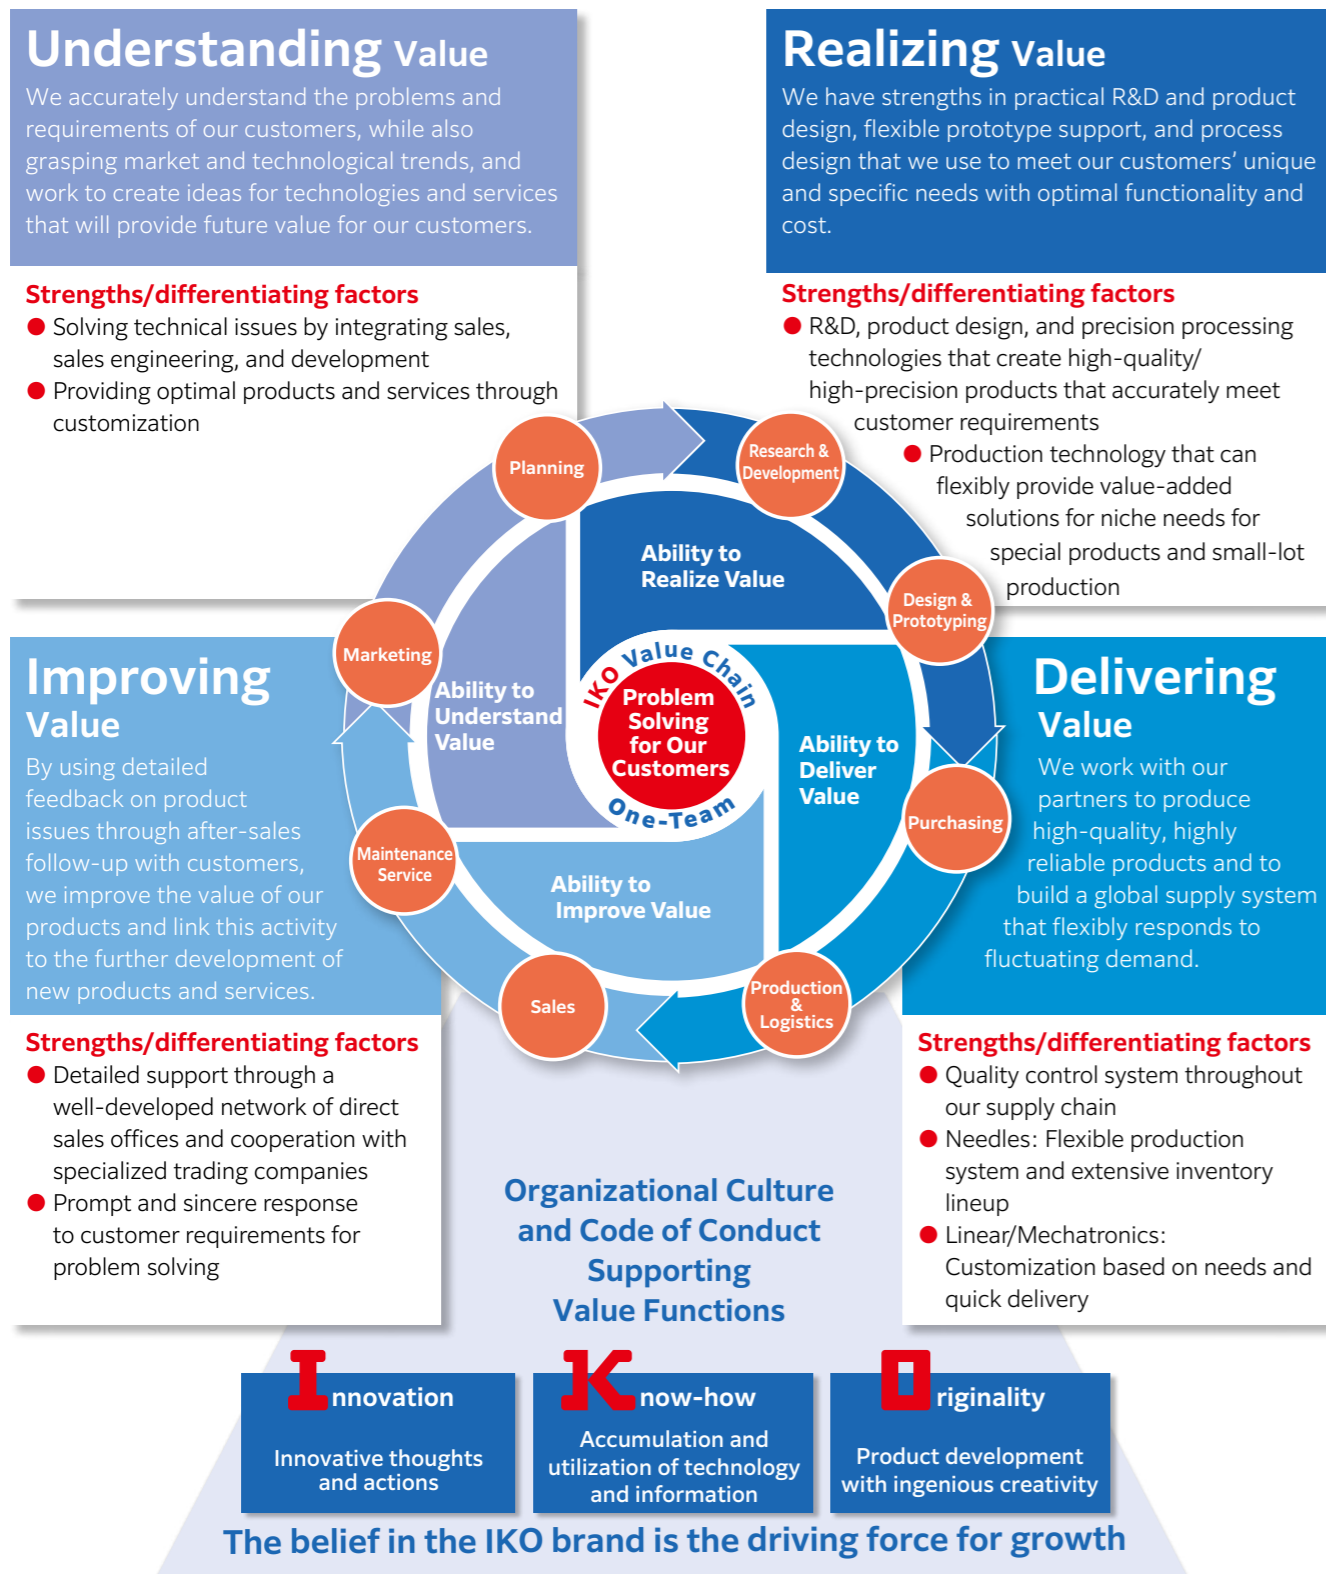 Understanding Value
We accurately understand the problems and
requirements of our customers, while also
grasping market and technological trends, and
work to create ideas for technologies and services
that will provide future value for our customers.
Strengths/differentiating factors
● Solving technical issues by integrating sales,
sales engineering, and development
● Providing optimal products and services through
customization
Realizing Value
We have strengths in practical R&D and product
design, flexible prototype support, and process
design that we use to meet our customers’ unique
and specific needs with optimal functionality and
cost.
Strengths/differentiating factors
● R&D, product design, and precision processing
technologies that create high-quality/
high-precision products that accurately meet
customer requirements
● Production technology that can
flexibly provide value-added
solutions for niche needs for
special products and small-lot
production
Planning
Research &
Development
Design &
Prototyping
Purchasing
Production
&
Logistics
Sales
Maintenance
Service
Marketing
Ability to
Realize Value
Ability to
Understand
Value
Ability to
Deliver
Value
Ability to
Improve Value
IKO Value Chain
Problem
Solving
for Our
Customers
One-Team
Improving
Value
By using detailed
feedback on product
issues through after-sales
follow-up with customers,
we improve the value of our
products and link this activity
to the further development of
new products and services.
Strengths/differentiating factors
● Detailed support through a
well-developed network of direct
sales offices and cooperation with
specialized trading companies
● Prompt and sincere response
to customer requirements for
problem solving
Delivering
Value
We work with our
partners to produce
high-quality, highly
reliable products and to
build a global supply system
that flexibly responds to
fluctuating demand.
Strengths/differentiating factors
● Quality control system throughout
our supply chain
● Needles: Flexible production
system and extensive inventory
lineup
● Linear/Mechatronics:
Customization based on needs and
quick delivery
Organizational Culture
and Code of Conduct
Supporting
Value Functions
Innovation
Innovative thoughts
and actions
Know-how
Accumulation and
utilization of technology
and information
Originality
Product development
with ingenious creativity
The belief in the IKO brand is the driving force for growth